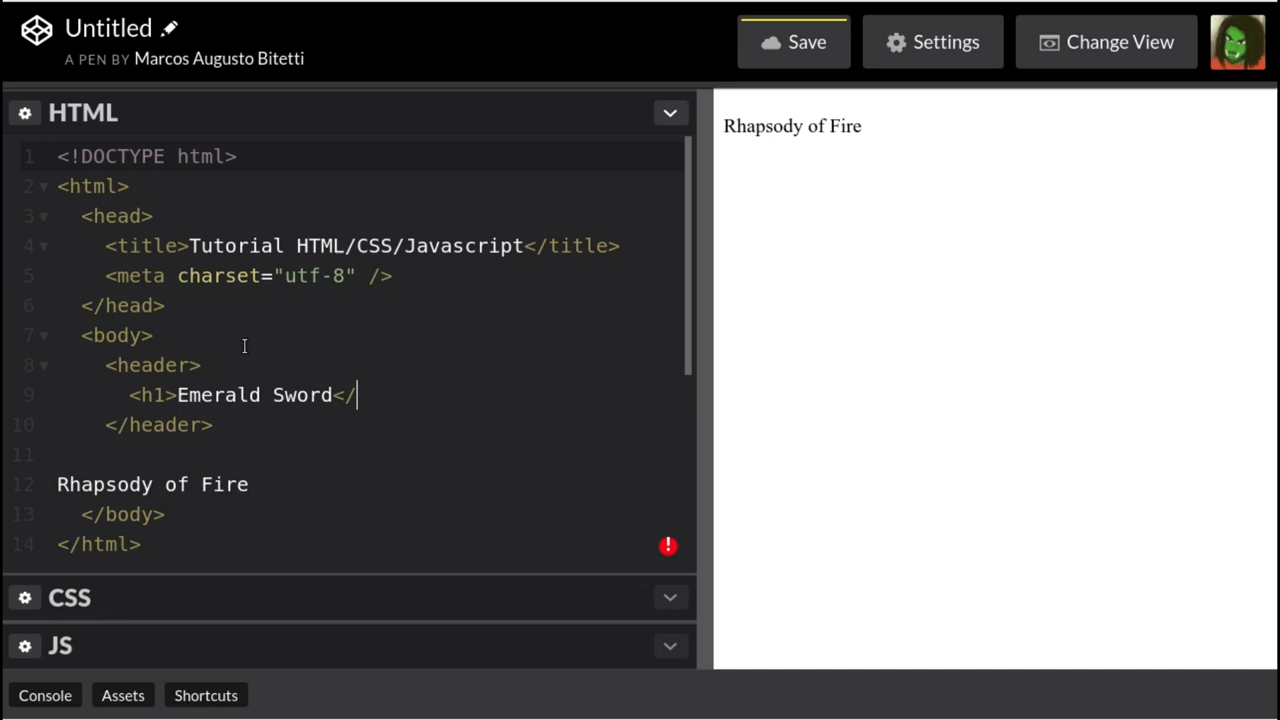 Untitled
A PEN BY Marcos Augusto Bitetti
Save
Settings
Change View
HTML
1 <!DOCTYPE html>
2 <html>
3 <head>
4 <title>Tutorial HTML/CSS/Javascript</title>
5 <meta charset="utf-8" />
6 </head>
7 <body>
8 <header>
9 <h1>Emerald Sword</
10 </header>
11
12 Rhapsody of Fire
13 </body>
14 </html>
CSS
JS
Console
Assets
Shortcuts
Rhapsody of Fire